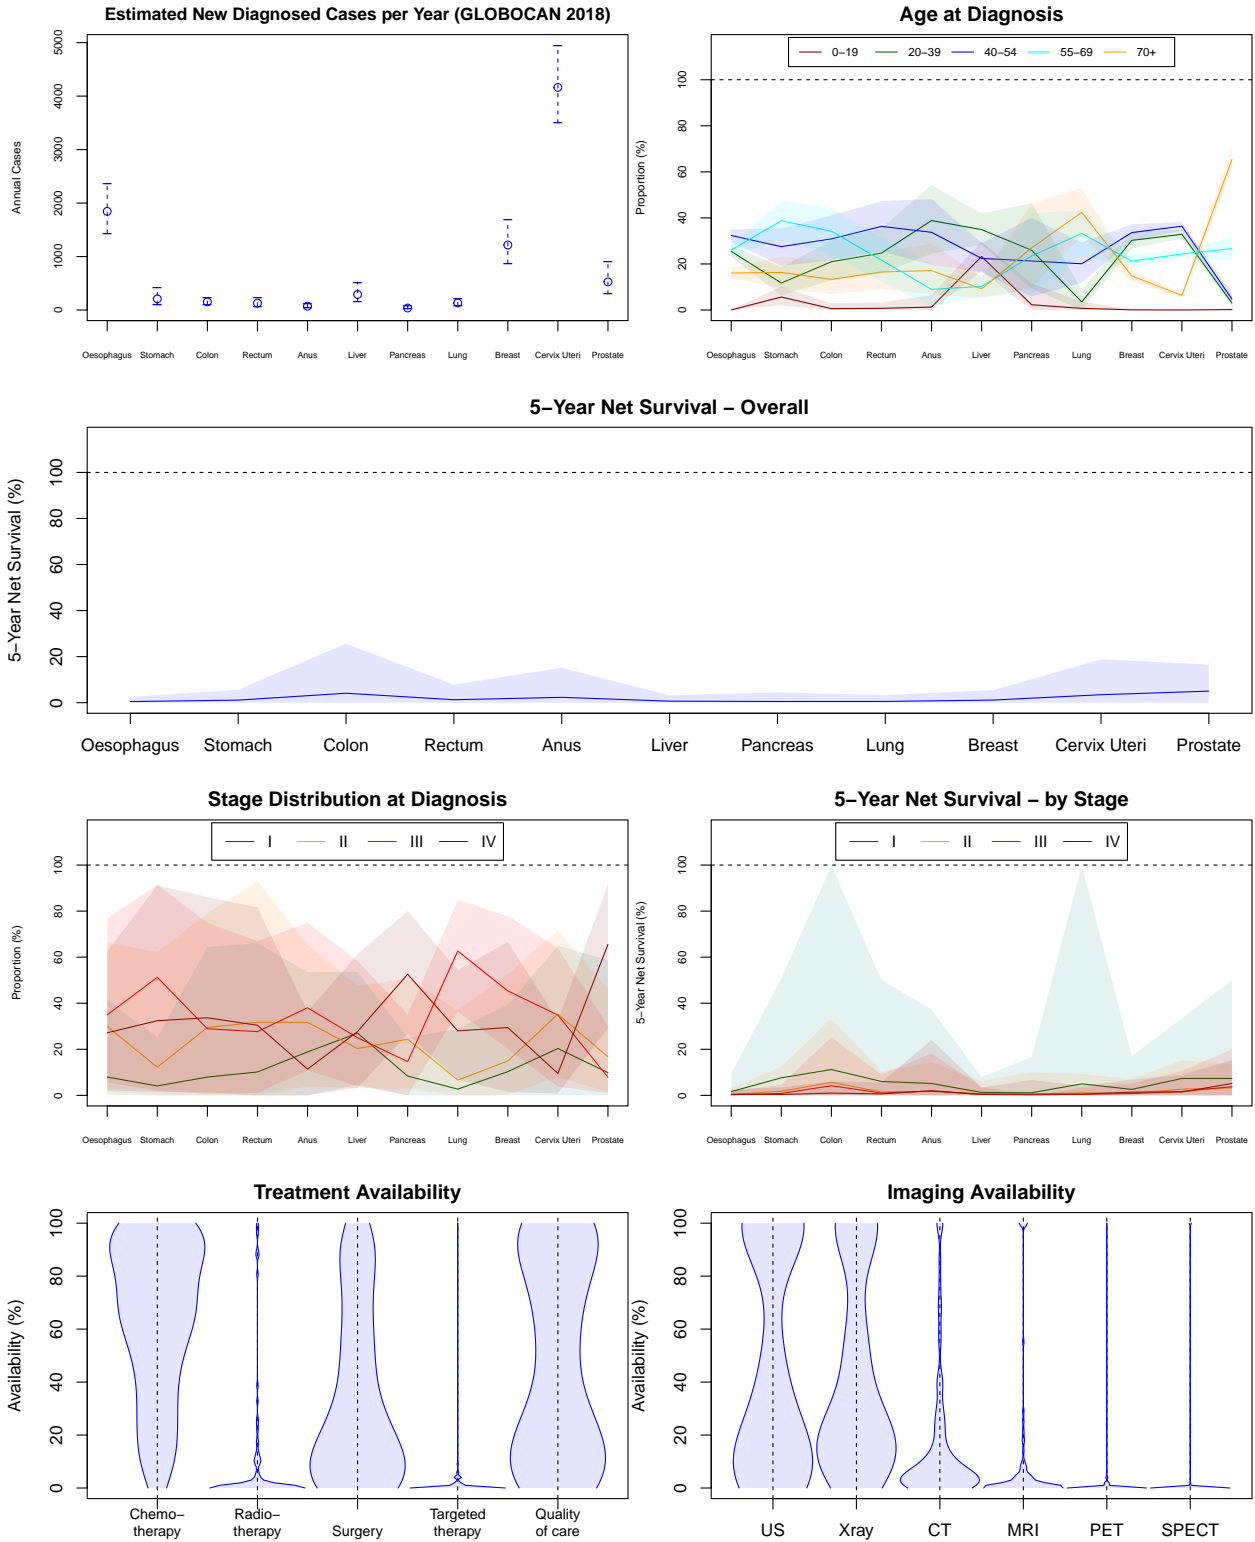 Estimated New Diagnosed Cases per Year (GLOBOCAN 2018)
Annual Cases
5000
4000
3000
2000
1000
0
Oesophagus Stomach Colon Rectum Anus Liver Pancreas Lung Breast Cervix Uteri Prostate
Age at Diagnosis
0−19 20−39 40−54 55−69 70+
Proportion (%)
100
80
60
40
20
0
Oesophagus Stomach Colon Rectum Anus Liver Pancreas Lung Breast Cervix Uteri Prostate
5−Year Net Survival − Overall
5−Year Net Survival (%)
100
80
60
40
20
0
Oesophagus Stomach Colon Rectum Anus Liver Pancreas Lung Breast Cervix Uteri Prostate
Stage Distribution at Diagnosis
I II III IV
Proportion (%)
100
80
60
40
20
0
Oesophagus Stomach Colon Rectum Anus Liver Pancreas Lung Breast Cervix Uteri Prostate
5−Year Net Survival − by Stage
I II III IV
5−Year Net Survival (%)
100
80
60
40
20
0
Oesophagus Stomach Colon Rectum Anus Liver Pancreas Lung Breast Cervix Uteri Prostate
Treatment Availability
Availability (%)
100
80
60
40
20
0
Chemo−
therapy
Radio−
therapy
Surgery
Targeted
therapy
Quality
of care
Imaging Availability
Availability (%)
100
80
60
40
20
0
US Xray CT MRI PET SPECT